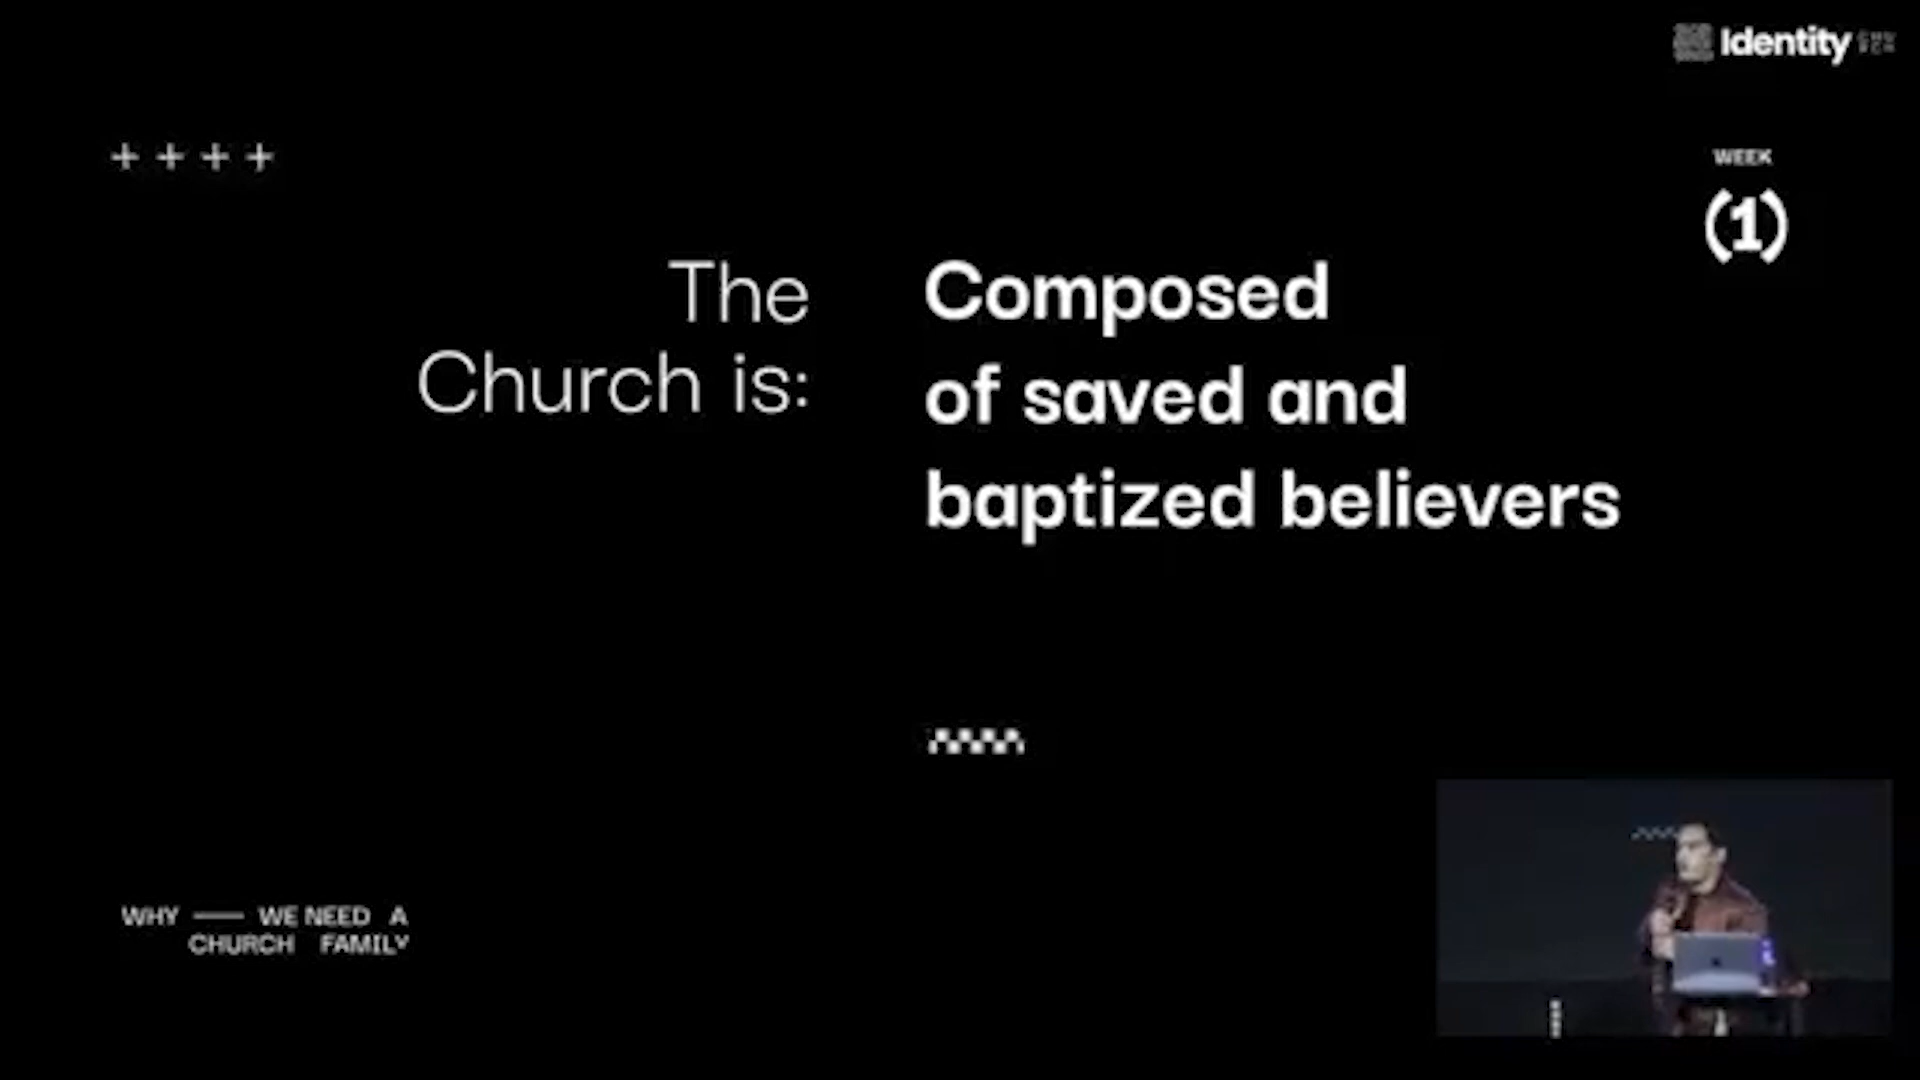 Identity
WEEK
(1)
The
Church is:
Composed
of saved and
baptized believers
WHY — WE NEED A
CHURCH FAMILY